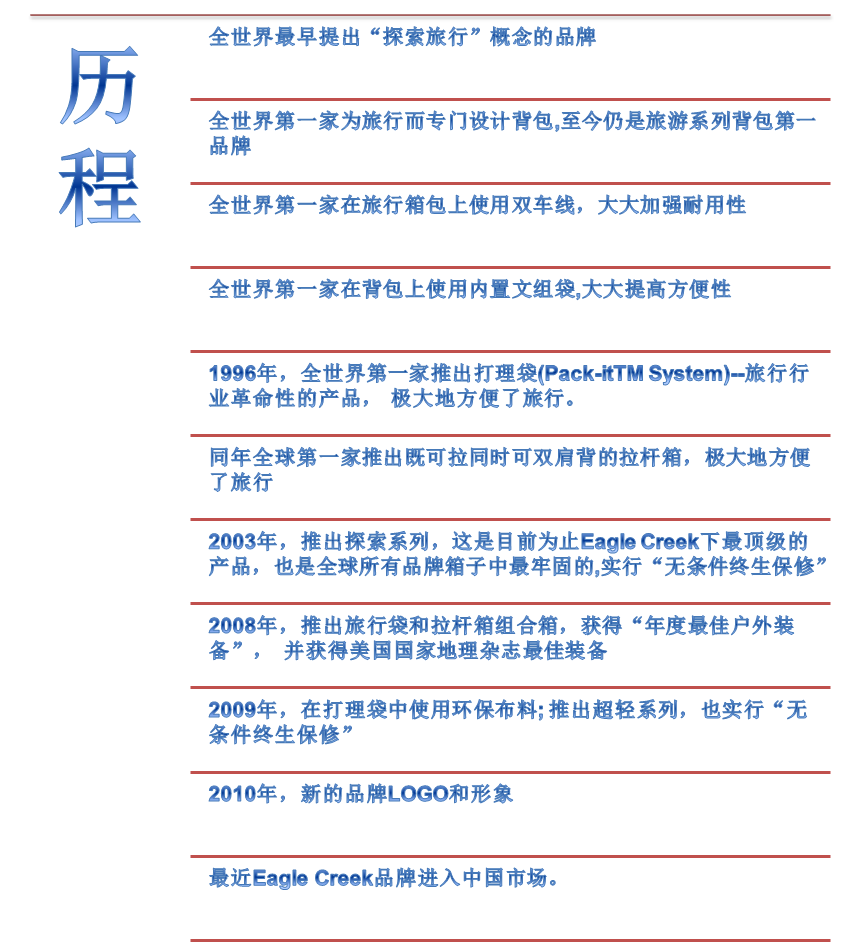 历
程
全世界最早提出“探索旅行”概念的品牌
全世界第一家为旅行而专门设计背包,至今仍是旅游系列背包第一
品牌
全世界第一家在旅行箱包上使用双车线，大大加强耐用性
全世界第一家在背包上使用内置文组袋,大大提高方便性
1996年，全世界第一家推出打理袋(Pack-itTM System)--旅行行
业革命性的产品， 极大地方便了旅行。
同年全球第一家推出既可拉同时可双肩背的拉杆箱，极大地方便
了旅行
2003年，推出探索系列，这是目前为止Eagle Creek下最顶级的
产品，也是全球所有品牌箱子中最牢固的,实行“无条件终生保修”
2008年，推出旅行袋和拉杆箱组合箱，获得“年度最佳户外装
备”， 并获得美国国家地理杂志最佳装备
2009年，在打理袋中使用环保布料; 推出超轻系列，也实行“无
条件终生保修”
2010年，新的品牌LOGO和形象
最近Eagle Creek品牌进入中国市场。